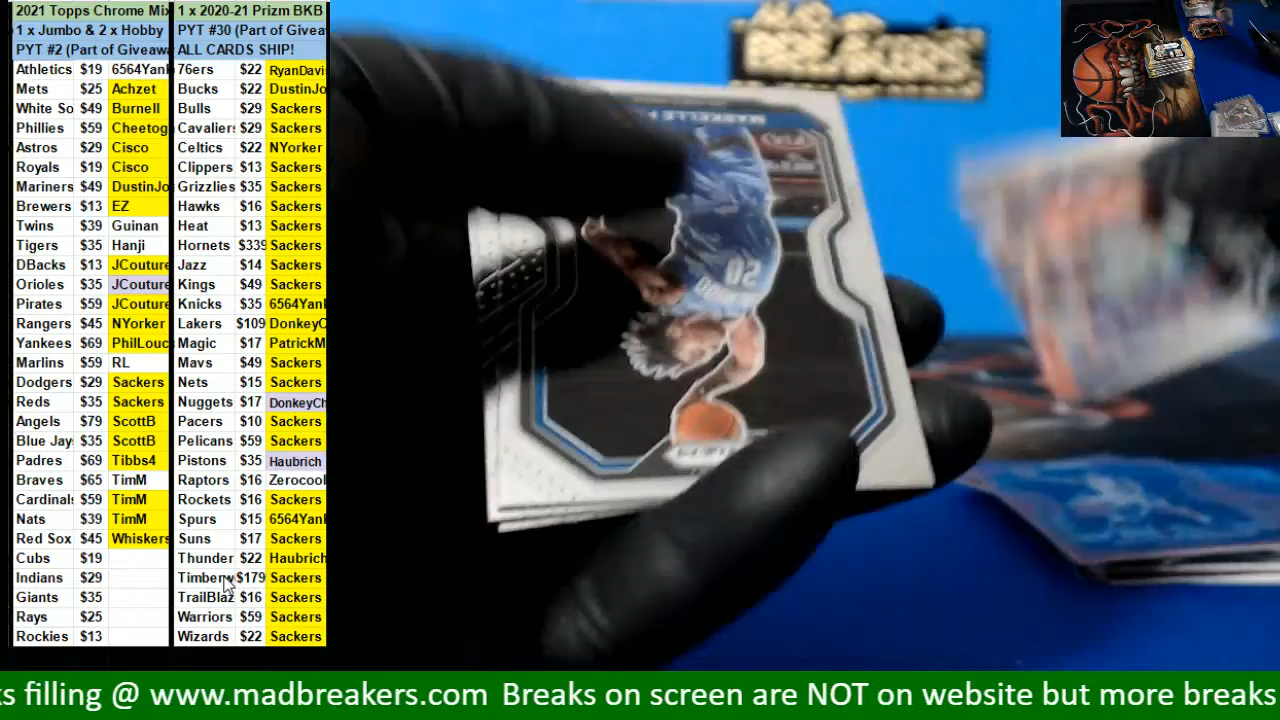 2021 Topps Chrome Mix
1 x Jumbo & 2 x Hobby
PYT #2 (Part of Giveaw
Athletics $19 6564Yank
Mets $25 Achzet
White So $49 Burnell
Phillies $59 Cheetog
Astros $29 Cisco
Royals $19 Cisco
Mariners $49 DustinJo
Brewers $13 EZ
Twins $39 Guinan
Tigers $35 Hanji
DBacks $13 JCouture
Orioles $35 JCouture
Pirates $59 JCouture
Rangers $45 NYorker
Yankees $69 PhilLouc
Marlins $59 RL
Dodgers $29 Sackers
Reds $35 Sackers
Angels $79 ScottB
Blue Jay $35 ScottB
Padres $69 Tibbs4
Braves $65 TimM
Cardinals $59 TimM
Nats $39 TimM
Red Sox $45 Whiskers
Cubs $19
Indians $29
Giants $35
Rays $25
Rockies $13
1 x 2020-21 Prizm BKB
PYT #30 (Part of Givea
ALL CARDS SHIP!
76ers $22 RyanDavi
Bucks $22 DustinJo
Bulls $29 Sackers
Cavaliers $29 Sackers
Celtics $22 NYorker
Clippers $13 Sackers
Grizzlies $35 Sackers
Hawks $16 Sackers
Heat $13 Sackers
Hornets $339 Sackers
Jazz $14 Sackers
Kings $49 Sackers
Knicks $35 6564Yan
Lakers $109 DonkeyC
Magic $17 PatrickM
Mavs $49 Sackers
Nets $15 Sackers
Nuggets $17 DonkeyCh
Pacers $10 Sackers
Pelicans $59 Sackers
Pistons $35 Haubrich
Raptors $16 Zerocool
Rockets $16 Sackers
Spurs $15 6564Yan
Suns $17 Sackers
Thunder $22 Haubrich
Timberw $179 Sackers
TrailBlaz $16 Sackers
Warriors $59 Sackers
Wizards $22 Sackers
MARKELLE
20
PRIZM
ks filling @ www.madbreakers.com Breaks on screen are NOT on website but more breaks